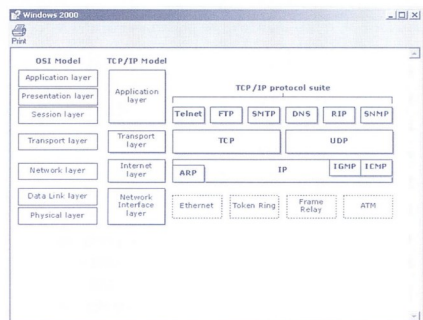 Windows 2000
Print
OSI Model
TCP/IP Model
Application layer
Presentation layer
Session layer
Application
layer
TCP/IP protocol suite
Telnet
FTP
SMTP
DNS
RIP
SNMP
Transport layer
Transport
layer
TCP
UDP
Network layer
Internet
layer
ARP
IP
IGMP
ICMP
Data Link layer
Physical layer
Network
Interface
layer
Ethernet
Token Ring
Frame
Relay
ATM